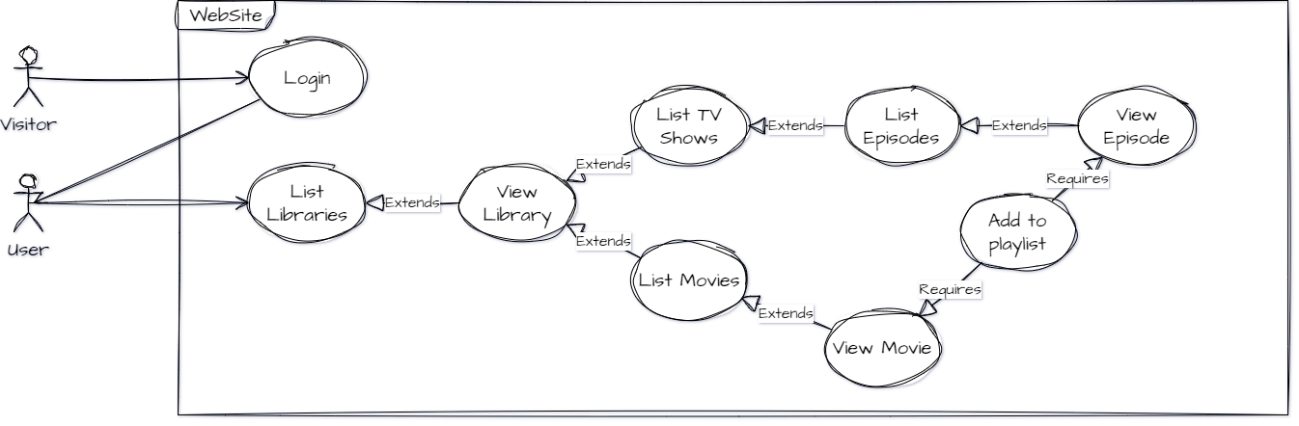 WebSite
Visitor
Login
User
List
Libraries
Extends
View
Library
Extends
List TV
Shows
Extends
List
Episodes
Extends
View
Episode
Requires
Add to
playlist
Requires
Extends
List Movies
Extends
View Movie